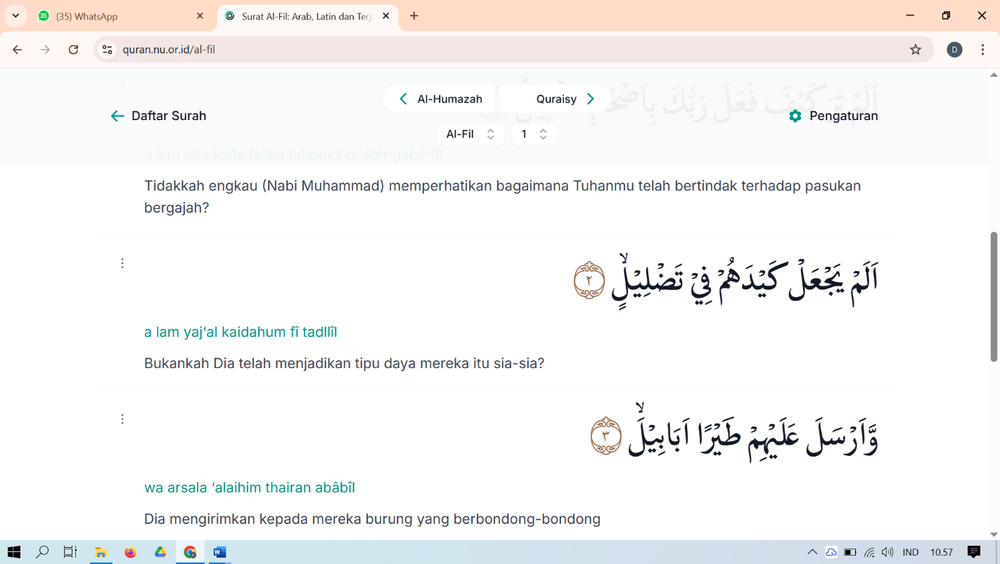 35
(35) WhatsApp
Surat Al-Fil: Arab, Latin dan Terj
quran.nu.or.id/al-fil
D
Al-Humazah
Quraisy
Daftar Surah
Pengaturan
Al-Fil
1
اَلَمْ تَرَ كَيْفَ فَعَلَ رَبُّكَ بِاَصْحٰبِ
a lam tara kaifa fa‘ala rabbuka bi'ash-ḫâbil-fîl
Tidakkah engkau (Nabi Muhammad) memperhatikan bagaimana Tuhanmu telah bertindak terhadap pasukan
bergajah?
اَلَمْ يَجْعَلْ كَيْدَهُمْ فِيْ تَضْلِيْلٍۙ ٢
a lam yaj‘al kaidahum fî tadllîl
Bukankah Dia telah menjadikan tipu daya mereka itu sia-sia?
وَّاَرْسَلَ عَلَيْهِمْ طَيْرًا اَبَابِيْلَۙ ٣
wa arsala ‘alaihim thairan abâbîl
Dia mengirimkan kepada mereka burung yang berbondong-bondong
W
IND
10.57